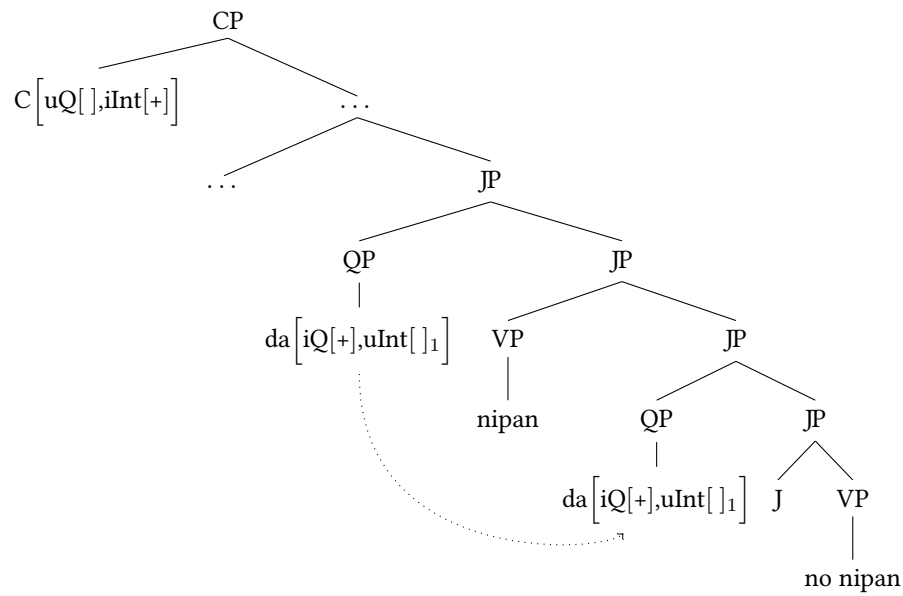 CP
C[uQ[ ],iInt[+]]
. . .
. . .
JP
QP
JP
da[iQ[+],uInt[ ]₁]
VP
JP
nipan
QP
JP
da[iQ[+],uInt[ ]₁]
J
VP
no nipan